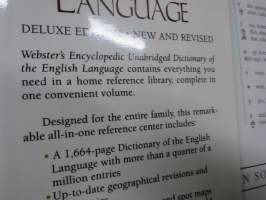 LANGUAGE
DELUXE NEW AND REVISED
Webster's Encyclopedic Unabridged Dictionary of
the English Language contains everything you
need in a home reference library, complete in
one convenient volume.
Designed for the entire family, this remark-
able all-in-one reference center includes:
• A 1,664-page Dictionary of the English
Language with more than a quarter of a
million entries
• Up-to-date geographical revisions and
and spot maps